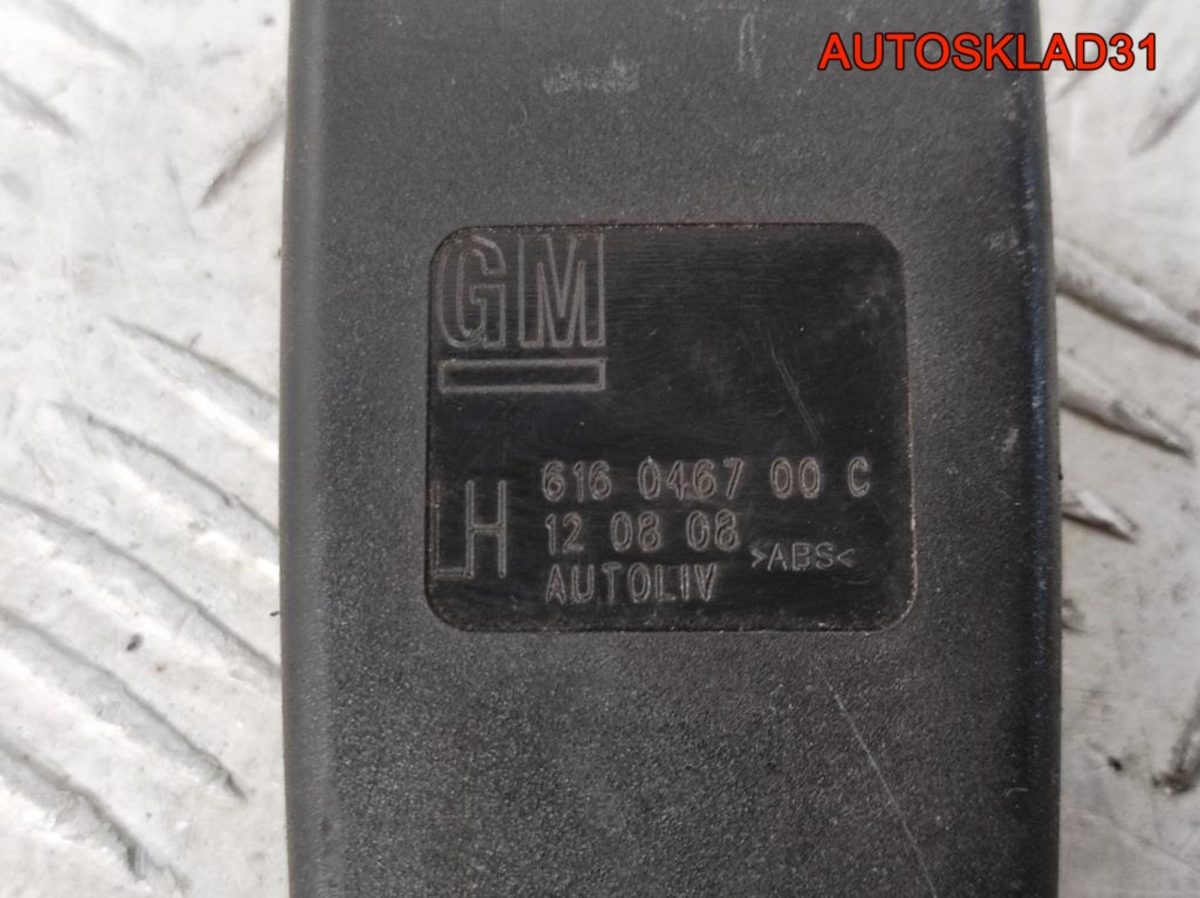 AUTOSKLAD31
GM
LH
616 0467 00 C
12 08 08
>ABS<
AUTOLIV